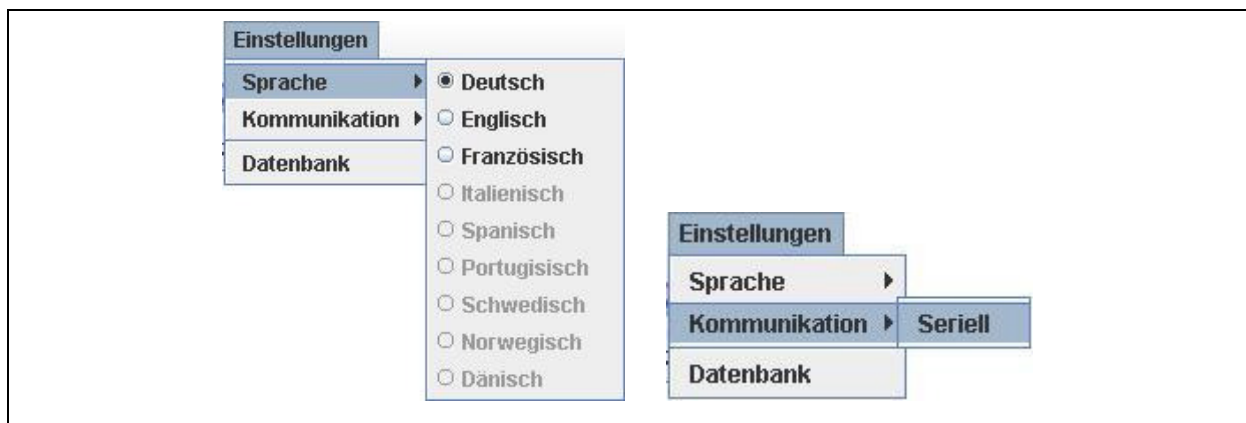 Einstellungen
Sprache
Kommunikation
Datenbank
Deutsch
Englisch
Französisch
Italienisch
Spanisch
Portugisisch
Schwedisch
Norwegisch
Dänisch
Einstellungen
Sprache
Kommunikation
Seriell
Datenbank